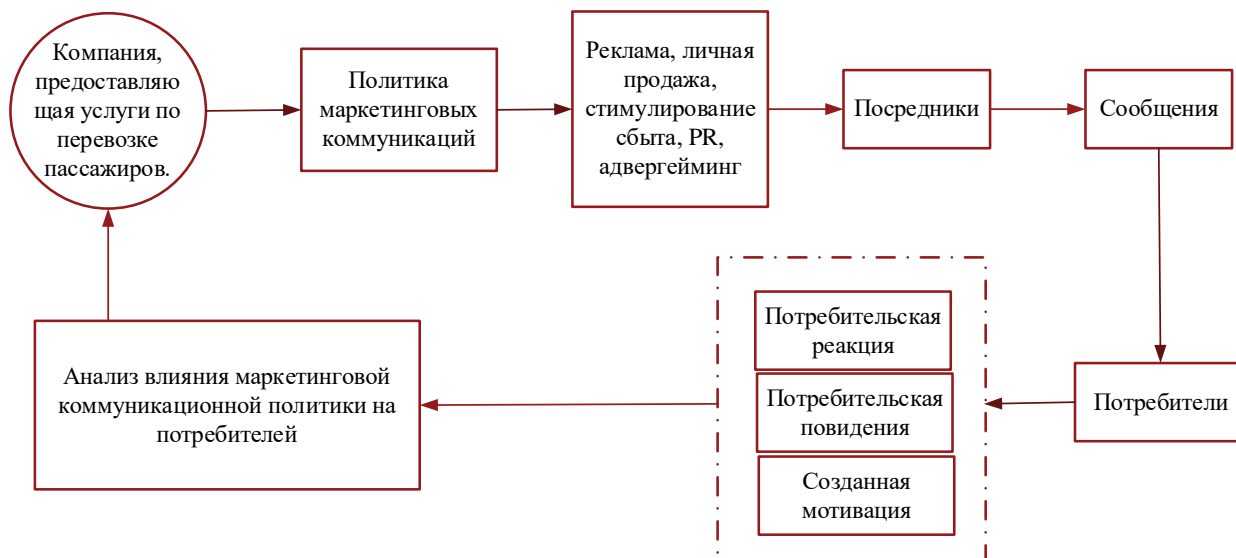 Компания,
предоставляю
щая услуги по
перевозке
пассажиров.
Политика
маркетинговых
коммуникаций
Реклама, личная
продажа,
стимулирование
сбыта, PR,
адвергейминг
Посредники
Сообщения
Потребители
Потребительская
реакция
Потребительская
повидения
Созданная
мотивация
Анализ влияния маркетинговой
коммуникационной политики на
потребителей